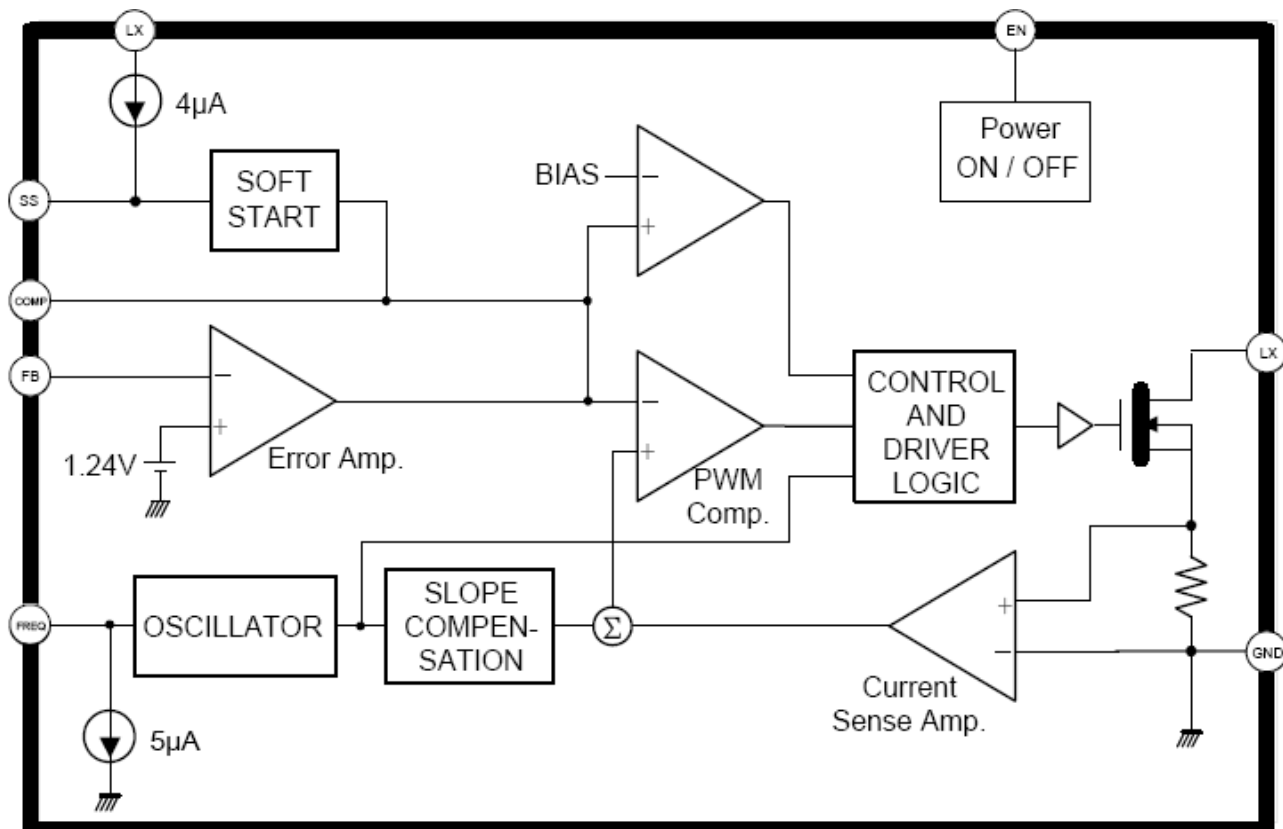 LX
EN
4µA
Power
ON / OFF
SOFT
START
BIAS
−
+
SS
COMP
FB
LX
−
+
1.24V
Error Amp.
−
+
PWM
Comp.
CONTROL
AND
DRIVER
LOGIC
FREQ
OSCILLATOR
SLOPE
COMPEN-
SATION
Σ
+
−
Current
Sense Amp.
GND
5µA